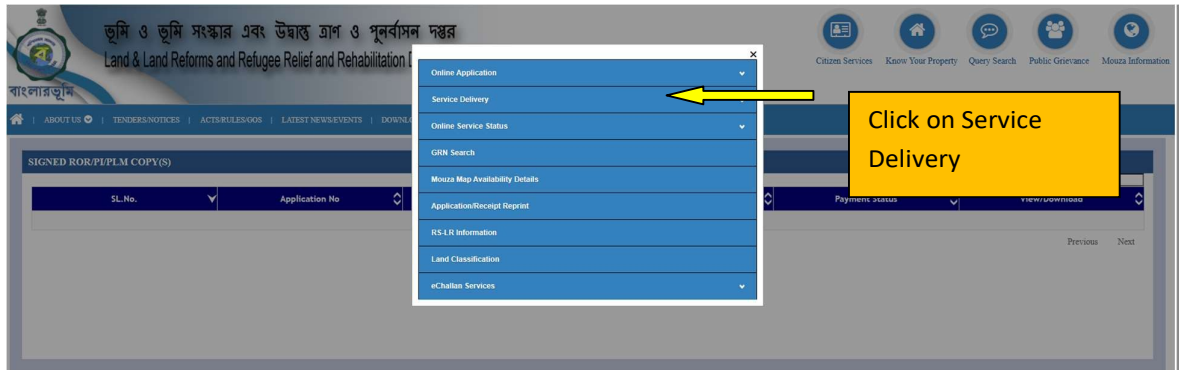 ভূমি ও ভূমি সংস্কার এবং উদ্বাস্তু ত্রাণ ও পূনর্বাসন দপ্তর
Land & Land Reforms and Refugee Relief and Rehabilitation
বাংলারভূমি
Citizen Services Know Your Property Query Search Public Grievance Mouza Information
ABOUT US | TENDERS/NOTICES | ACTS/RULES/GOS | LATEST NEWS/EVENTS |
×
Online Application
Service Delivery
Online Service Status
GRN Search
Mouza Map Availability Details
Application/Receipt Reprint
RS-LR Information
Land Classification
eChallan Services
Click on Service
Delivery
SIGNED ROR/PI/PLM COPY(S)
SL.No. Application No Payment Status View/Download
Previous Next